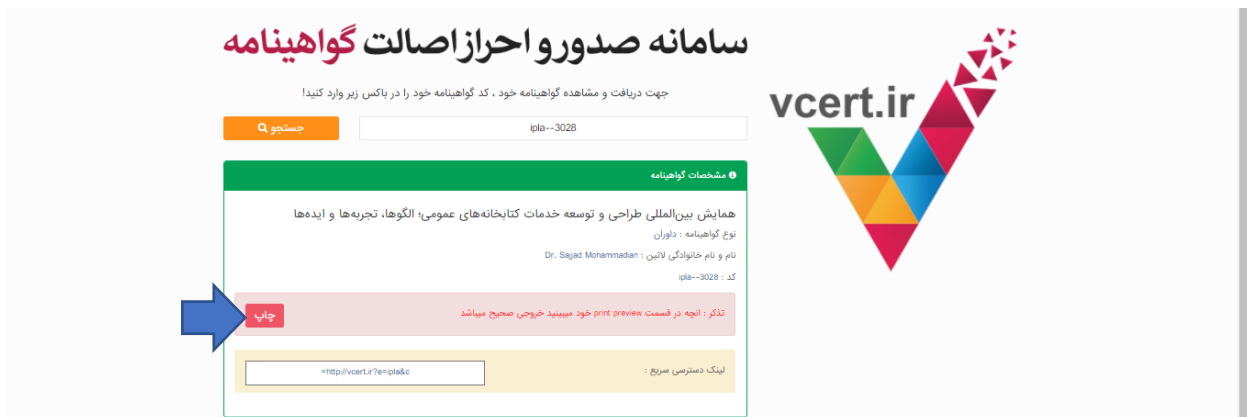 سامانه صدور و احراز اصالت گواهینامه
vcert.ir
جهت دریافت و مشاهده گواهینامه خود ، کد گواهینامه خود را در باکس زیر وارد کنید!
ipla--3028
جستجو
مشخصات گواهینامه
همایش بین‌المللی طراحی و توسعه خدمات کتابخانه‌های عمومی؛ الگوها، تجربه‌ها و ایده‌ها
نوع گواهینامه : داوران
نام و نام خانوادگی لاتین : Dr. Sajjad Mohammadian
کد : ipla--3028
تذکر : انچه در قسمت print preview خود میبینید خروجی صحیح میباشد
چاپ
لینک دسترسی سریع :
=http://vcert.ir?e=ipla&c